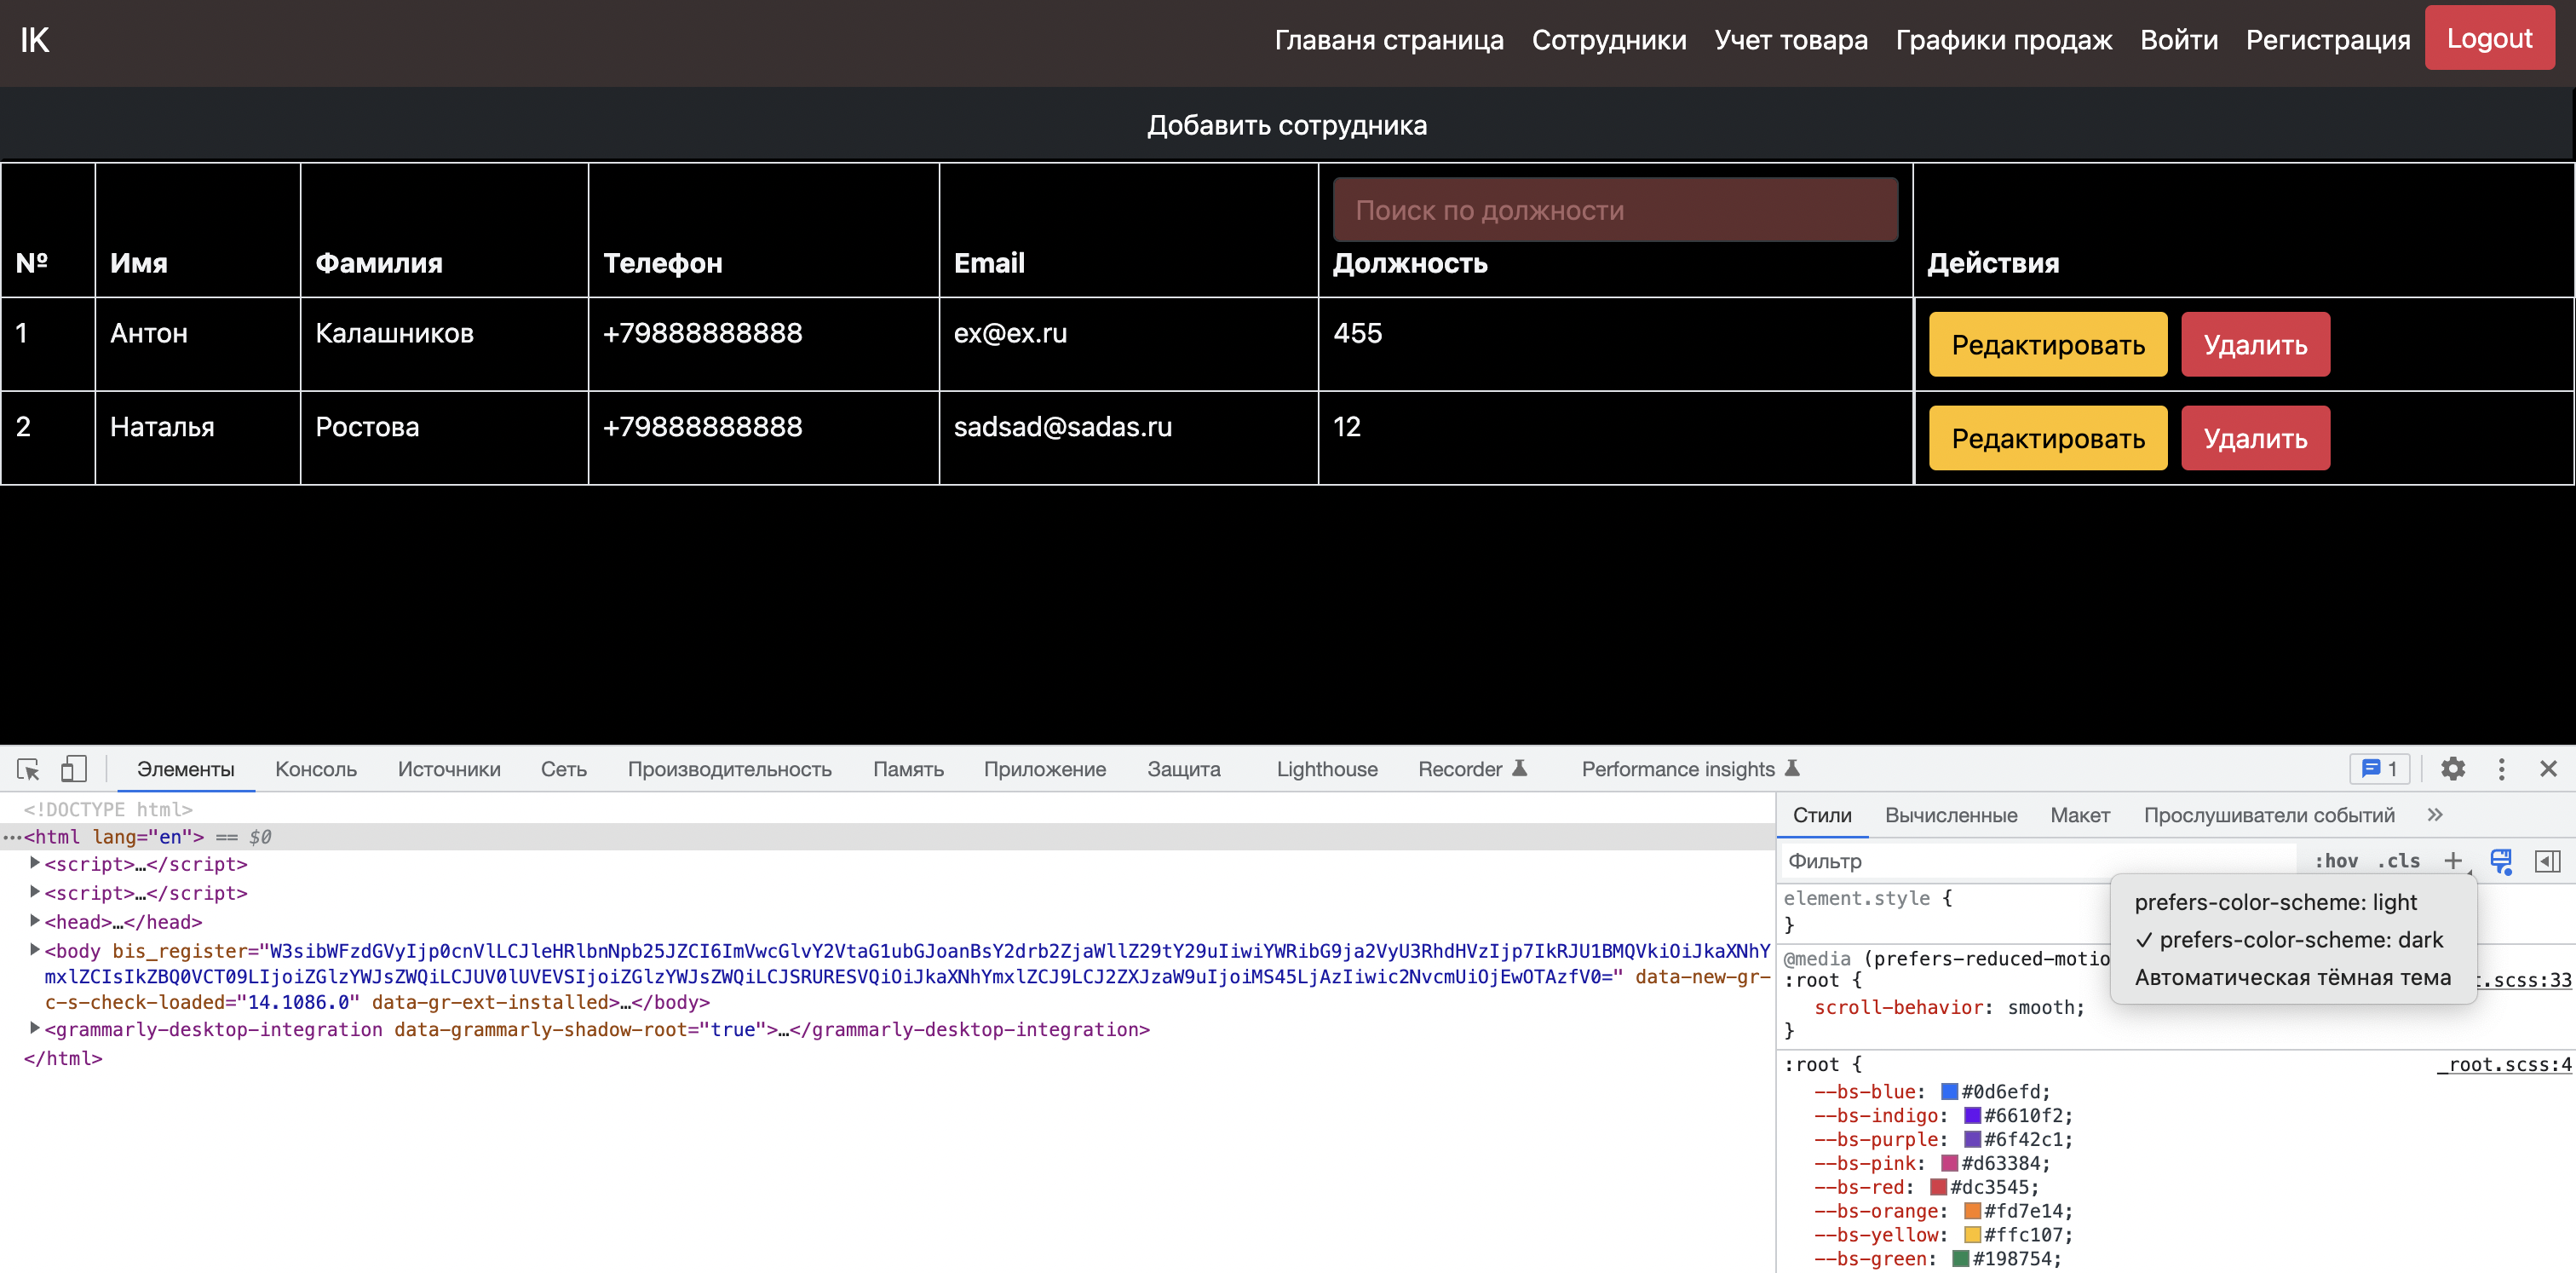 IK Главаня страница Сотрудники Учет товара Графики продаж Войти Регистрация Logout
Добавить сотрудника
Поиск по должности
№ Имя Фамилия Телефон Email Должность Действия
1 Антон Калашников +79888888888 ex@ex.ru 455 Редактировать Удалить
2 Наталья Ростова +79888888888 sadsad@sadas.ru 12 Редактировать Удалить
Элементы Консоль Источники Сеть Производительность Память Приложение Защита Lighthouse Recorder Performance insights 1
<!DOCTYPE html>
…<html lang="en"> == $0
<script>…</script>
<script>…</script>
<head>…</head>
<body bis_register="W3sibWFzdGVyIjp0cnVlLCJleHRlbnNpb25JZCI6ImVwcGlvY2VtaG1ubGJoanBsY2drb2ZjaWllZ29tY29uIiwiYWRibG9ja2VyU3RhdHVzIjp7IkRJU1BMQVkiOiJkaXNhY
mxlZCIsIkZBQ0VCT09LIjoiZGlzYWJsZWQiLCJUV0lUVEVSIjoiZGlzYWJsZWQiLCJSRURESVQiOiJkaXNhYmxlZCJ9LCJ2ZXJzaW9uIjoiMS45LjAzIiwic2NvcmUiOjEwOTAzfV0=" data-new-gr-
c-s-check-loaded="14.1086.0" data-gr-ext-installed>…</body>
<grammarly-desktop-integration data-grammarly-shadow-root="true">…</grammarly-desktop-integration>
</html>
Стили Вычисленные Макет Прослушиватели событий »
Фильтр :hov .cls +
prefers-color-scheme: light
✓ prefers-color-scheme: dark
Автоматическая тёмная тема
element.style {
}
@media (prefers-reduced-motio
:root { t.scss:33
scroll-behavior: smooth;
}
:root { _root.scss:4
--bs-blue: #0d6efd;
--bs-indigo: #6610f2;
--bs-purple: #6f42c1;
--bs-pink: #d63384;
--bs-red: #dc3545;
--bs-orange: #fd7e14;
--bs-yellow: #ffc107;
--bs-green: #198754;